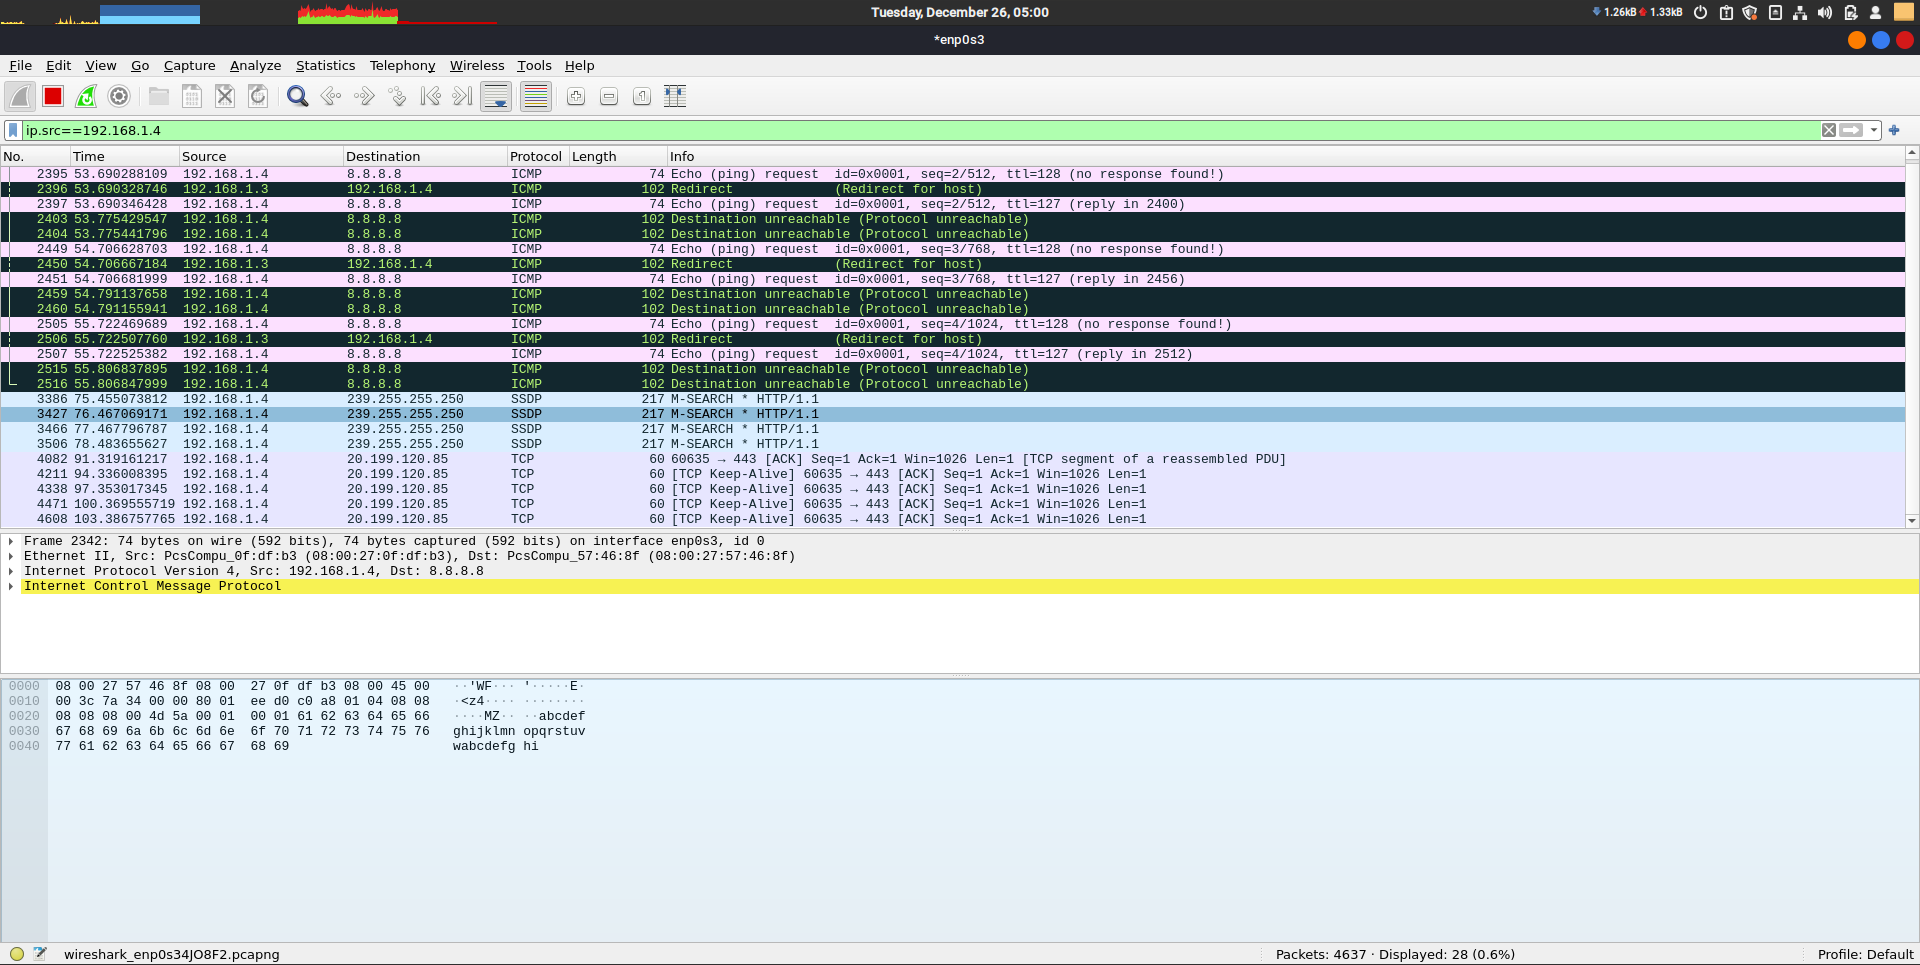 Tuesday, December 26, 05:00
1.26kB 1.33kB
*enp0s3
File Edit View Go Capture Analyze Statistics Telephony Wireless Tools Help
ip.src==192.168.1.4
No. Time Source Destination Protocol Length Info
2395 53.690288109 192.168.1.4 8.8.8.8 ICMP 74 Echo (ping) request id=0x0001, seq=2/512, ttl=128 (no response found!)
2396 53.690328746 192.168.1.3 192.168.1.4 ICMP 102 Redirect (Redirect for host)
2397 53.690346428 192.168.1.4 8.8.8.8 ICMP 74 Echo (ping) request id=0x0001, seq=2/512, ttl=127 (reply in 2400)
2403 53.775429547 192.168.1.4 8.8.8.8 ICMP 102 Destination unreachable (Protocol unreachable)
2404 53.775441796 192.168.1.4 8.8.8.8 ICMP 102 Destination unreachable (Protocol unreachable)
2449 54.706628703 192.168.1.4 8.8.8.8 ICMP 74 Echo (ping) request id=0x0001, seq=3/768, ttl=128 (no response found!)
2450 54.706667184 192.168.1.3 192.168.1.4 ICMP 102 Redirect (Redirect for host)
2451 54.706681999 192.168.1.4 8.8.8.8 ICMP 74 Echo (ping) request id=0x0001, seq=3/768, ttl=127 (reply in 2456)
2459 54.791137658 192.168.1.4 8.8.8.8 ICMP 102 Destination unreachable (Protocol unreachable)
2460 54.791155941 192.168.1.4 8.8.8.8 ICMP 102 Destination unreachable (Protocol unreachable)
2505 55.722469689 192.168.1.4 8.8.8.8 ICMP 74 Echo (ping) request id=0x0001, seq=4/1024, ttl=128 (no response found!)
2506 55.722507760 192.168.1.3 192.168.1.4 ICMP 102 Redirect (Redirect for host)
2507 55.722525382 192.168.1.4 8.8.8.8 ICMP 74 Echo (ping) request id=0x0001, seq=4/1024, ttl=127 (reply in 2512)
2515 55.806837895 192.168.1.4 8.8.8.8 ICMP 102 Destination unreachable (Protocol unreachable)
2516 55.806847999 192.168.1.4 8.8.8.8 ICMP 102 Destination unreachable (Protocol unreachable)
3386 75.455073812 192.168.1.4 239.255.255.250 SSDP 217 M-SEARCH * HTTP/1.1
3427 76.467069171 192.168.1.4 239.255.255.250 SSDP 217 M-SEARCH * HTTP/1.1
3466 77.467796787 192.168.1.4 239.255.255.250 SSDP 217 M-SEARCH * HTTP/1.1
3506 78.483655627 192.168.1.4 239.255.255.250 SSDP 217 M-SEARCH * HTTP/1.1
4082 91.319161217 192.168.1.4 20.199.120.85 TCP 60 60635 → 443 [ACK] Seq=1 Ack=1 Win=1026 Len=1 [TCP segment of a reassembled PDU]
4211 94.336008395 192.168.1.4 20.199.120.85 TCP 60 [TCP Keep-Alive] 60635 → 443 [ACK] Seq=1 Ack=1 Win=1026 Len=1
4338 97.353017345 192.168.1.4 20.199.120.85 TCP 60 [TCP Keep-Alive] 60635 → 443 [ACK] Seq=1 Ack=1 Win=1026 Len=1
4471 100.369555719 192.168.1.4 20.199.120.85 TCP 60 [TCP Keep-Alive] 60635 → 443 [ACK] Seq=1 Ack=1 Win=1026 Len=1
4608 103.386757765 192.168.1.4 20.199.120.85 TCP 60 [TCP Keep-Alive] 60635 → 443 [ACK] Seq=1 Ack=1 Win=1026 Len=1
Frame 2342: 74 bytes on wire (592 bits), 74 bytes captured (592 bits) on interface enp0s3, id 0
Ethernet II, Src: PcsCompu_0f:df:b3 (08:00:27:0f:df:b3), Dst: PcsCompu_57:46:8f (08:00:27:57:46:8f)
Internet Protocol Version 4, Src: 192.168.1.4, Dst: 8.8.8.8
Internet Control Message Protocol
0000 08 00 27 57 46 8f 08 00 27 0f df b3 08 00 45 00 ··'WF··· '·····E·
0010 00 3c 7a 34 00 00 80 01 ee d0 c0 a8 01 04 08 08 ·<z4···· ········
0020 08 08 08 00 4d 5a 00 01 00 01 61 62 63 64 65 66 ····MZ·· ··abcdef
0030 67 68 69 6a 6b 6c 6d 6e 6f 70 71 72 73 74 75 76 ghijklmn opqrstuv
0040 77 61 62 63 64 65 66 67 68 69 wabcdefg hi
wireshark_enp0s34JO8F2.pcapng
Packets: 4637 · Displayed: 28 (0.6%)
Profile: Default